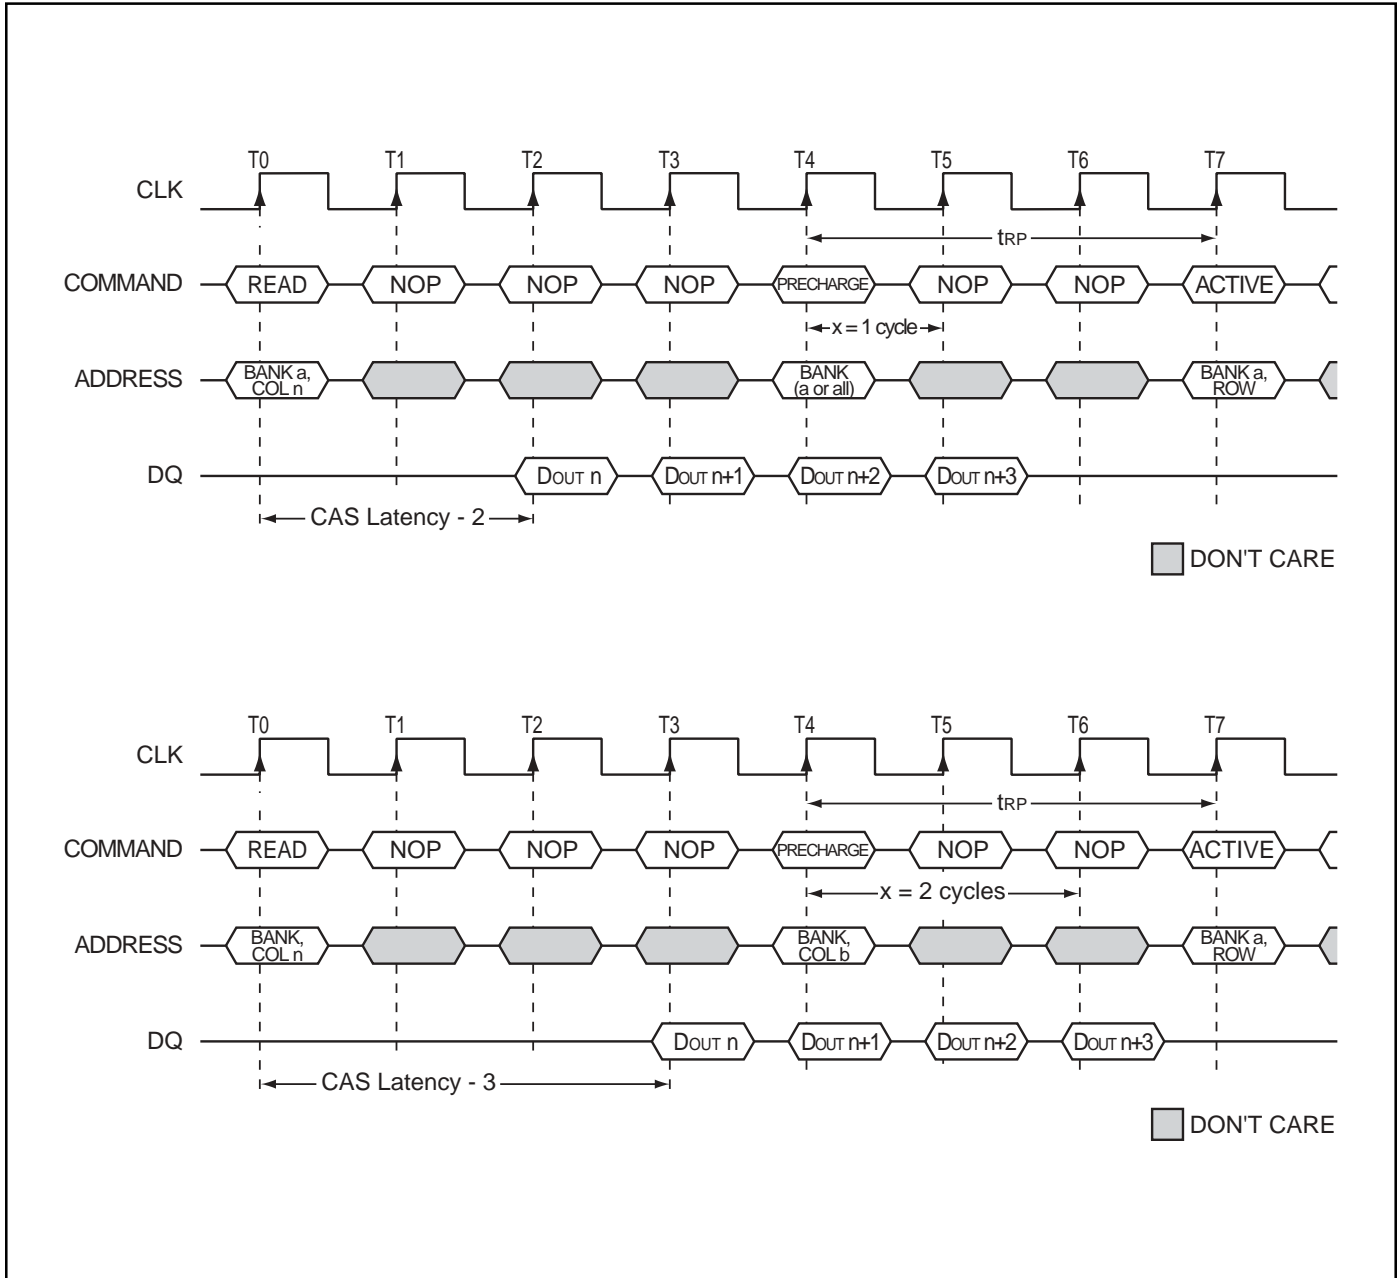 T0 T1 T2 T3 T4 T5 T6 T7
CLK
tRP
COMMAND READ NOP NOP NOP PRECHARGE NOP NOP ACTIVE
x = 1 cycle
ADDRESS BANK a, COL n BANK (a or all) BANK a, ROW
DQ DOUT n DOUT n+1 DOUT n+2 DOUT n+3
CAS Latency - 2
DON'T CARE
T0 T1 T2 T3 T4 T5 T6 T7
CLK
tRP
COMMAND READ NOP NOP NOP PRECHARGE NOP NOP ACTIVE
x = 2 cycles
ADDRESS BANK, COL n BANK, COL b BANK a, ROW
DQ DOUT n DOUT n+1 DOUT n+2 DOUT n+3
CAS Latency - 3
DON'T CARE